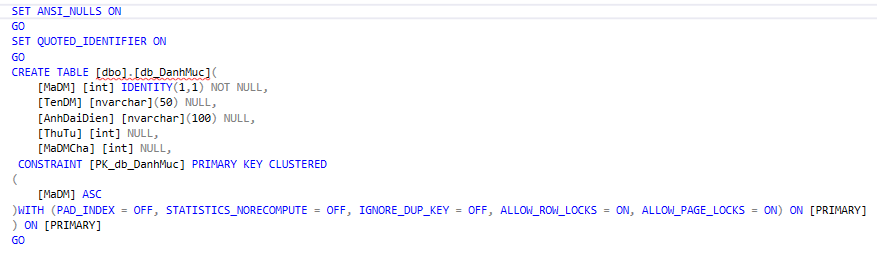 SET ANSI_NULLS ON
GO
SET QUOTED_IDENTIFIER ON
GO
CREATE TABLE [dbo].[db_DanhMuc](
    [MaDM] [int] IDENTITY(1,1) NOT NULL,
    [TenDM] [nvarchar](50) NULL,
    [AnhDaiDien] [nvarchar](100) NULL,
    [ThuTu] [int] NULL,
    [MaDMCha] [int] NULL,
 CONSTRAINT [PK_db_DanhMuc] PRIMARY KEY CLUSTERED
(
    [MaDM] ASC
)WITH (PAD_INDEX = OFF, STATISTICS_NORECOMPUTE = OFF, IGNORE_DUP_KEY = OFF, ALLOW_ROW_LOCKS = ON, ALLOW_PAGE_LOCKS = ON) ON [PRIMARY]
) ON [PRIMARY]
GO